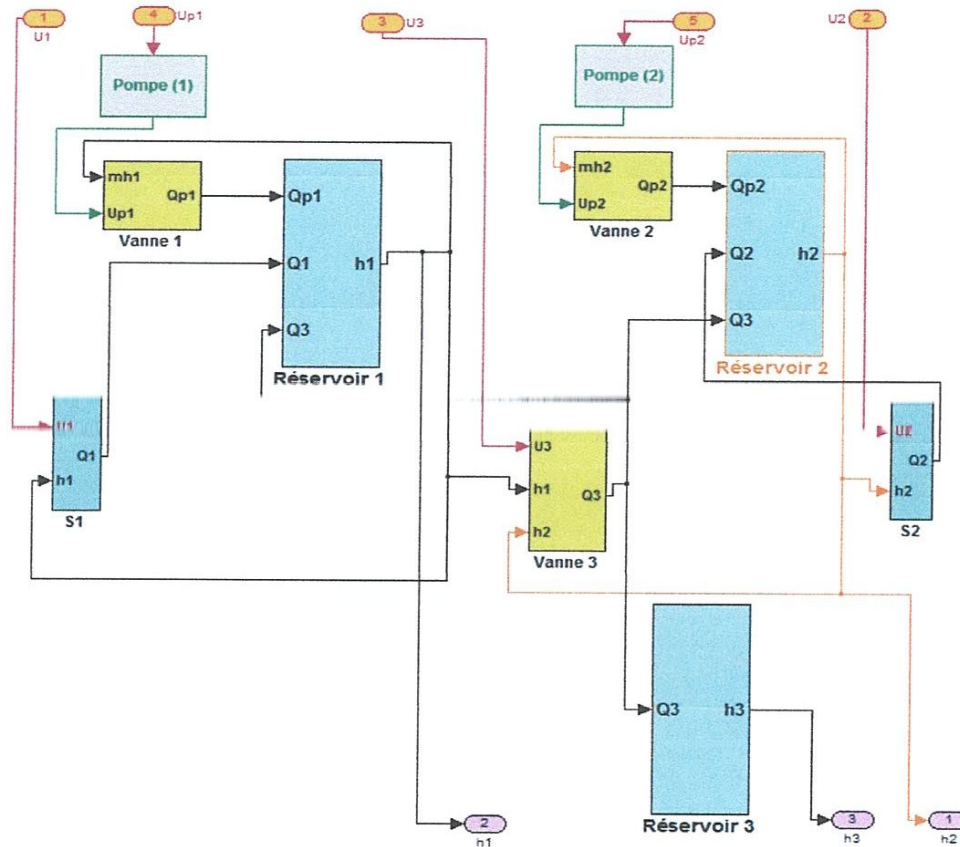 1
U1
4
Up1
3
U3
5
Up2
U2
2
Pompe (1)
Pompe (2)
mh1
Qp1
Up1
Vanne 1
Qp1
Q1
h1
Q3
Réservoir 1
mh2
Qp2
Up2
Vanne 2
Qp2
Q2
h2
Q3
Réservoir 2
U1
Q1
h1
S1
U3
h1
Q3
h2
Vanne 3
U2
Q2
h2
S2
Q3
h3
Réservoir 3
2
h1
3
h3
1
h2